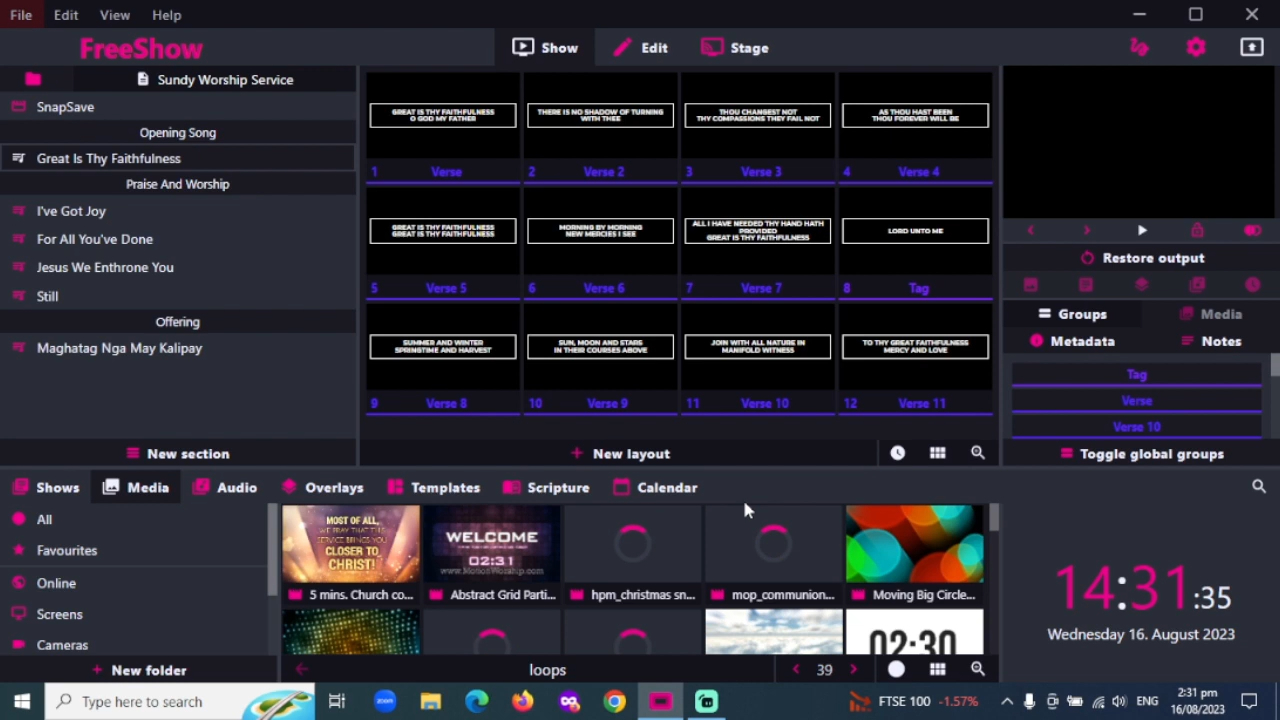 File Edit View Help
FreeShow
Show Edit Stage
Sundy Worship Service
SnapSave
Opening Song
Great Is Thy Faithfulness
Praise And Worship
I've Got Joy
For All You've Done
Jesus We Enthrone You
Still
Offering
Maghatag Nga May Kalipay
New section
GREAT IS THY FAITHFULNESS
O GOD MY FATHER
1 Verse
THERE IS NO SHADOW OF TURNING
WITH THEE
2 Verse 2
THOU CHANGEST NOT
THY COMPASSIONS THEY FAIL NOT
3 Verse 3
AS THOU HAST BEEN
THOU FOREVER WILL BE
4 Verse 4
GREAT IS THY FAITHFULNESS
GREAT IS THY FAITHFULNESS
5 Verse 5
MORNING BY MORNING
NEW MERCIES I SEE
6 Verse 6
ALL I HAVE NEEDED THY HAND HATH
PROVIDED
GREAT IS THY FAITHFULNESS
7 Verse 7
LORD UNTO ME
8 Tag
SUMMER AND WINTER
SPRINGTIME AND HARVEST
9 Verse 8
SUN, MOON AND STARS
IN THEIR COURSES ABOVE
10 Verse 9
JOIN WITH ALL NATURE IN
MANIFOLD WITNESS
11 Verse 10
TO THY GREAT FAITHFULNESS
MERCY AND LOVE
12 Verse 11
New layout
Restore output
Groups Media
Metadata Notes
Tag
Verse
Verse 10
Toggle global groups
Shows Media Audio Overlays Templates Scripture Calendar
All
Favourites
Online
Screens
Cameras
New folder
MOST OF ALL,
WE PRAY THAT THIS
SERVICE BRINGS YOU
CLOSER TO
CHRIST!
5 mins. Church co...
WELCOME
02:31
www.MotionWorship.com
Abstract Grid Parti...
hpm_christmas sn...
mop_communion...
Moving Big Circle...
02:30
loops
39
14:31:35
Wednesday 16. August 2023
Type here to search
zoom
FTSE 100 -1.57%
ENG
2:31 pm
16/08/2023